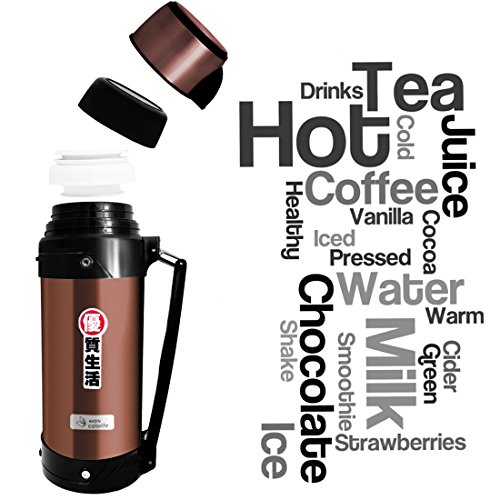 優
質
生
活
Drinks
Tea
Hot
Cold
Juice
Coffee
Healthy
Vanilla
Cocoa
Iced
Pressed
Water
Warm
Chocolate
Shake
Milk
Smoothie
Cider
Green
Ice
Strawberries